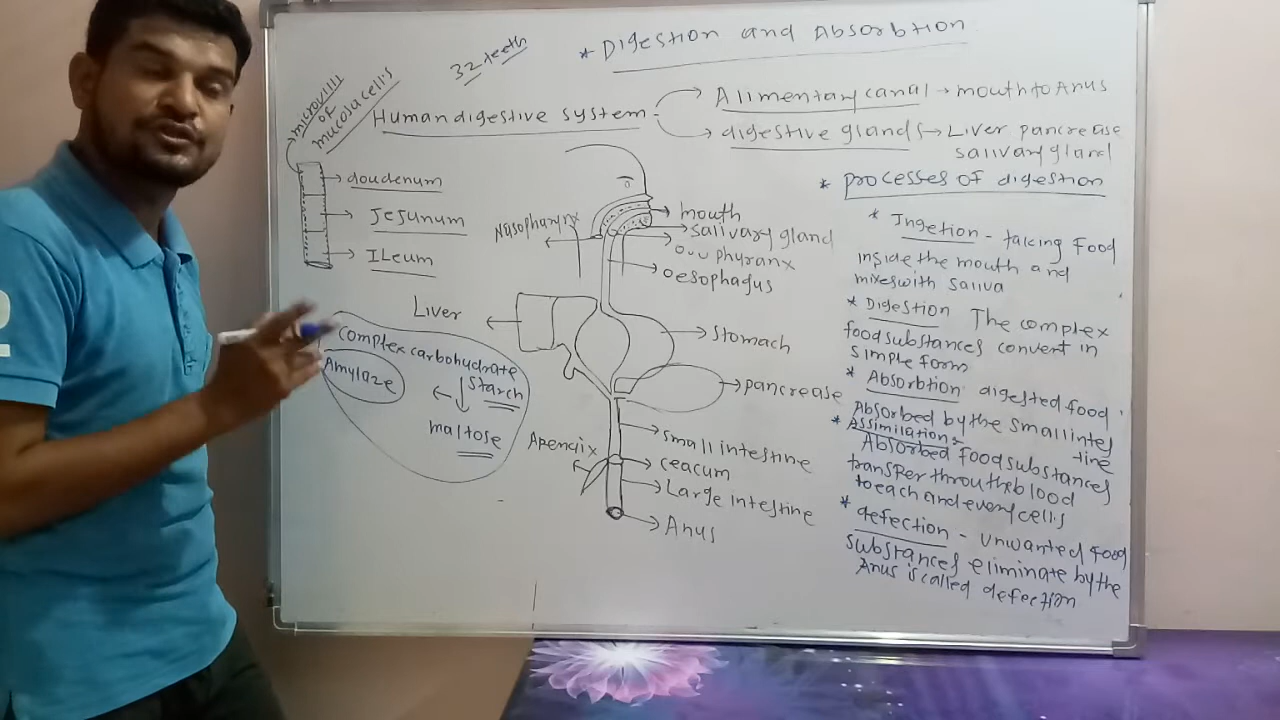 32 teeth
* Digestion and Absorbtion
microvilli
of
mucola cells
Human digestive system
Alimentary canal → mouth to Anus
digestive glands → Liver pancrease
salivary gland
* processes of digestion
doudenum
Jesunum
ILeum
Nasopharynx
mouth
salivary gland
phyranx
oesophagus
Liver
stomach
pancrease
small intestine
ceacum
Large intestine
Anus
complex carbohydrate
Amylaze
starch
maltose
* Ingetion - taking Food
inside the mouth and
mixes with saliva
* Digestion The complex
food substances convert in
simple form
* Absorbtion digested food
Absorbed by the small intes
tine
* Assimilation:-
Absorbed food substances
transfer throu the blood
to each and every cells
* defection - unwanted food
substances eliminate by the
Anus is called defection
2